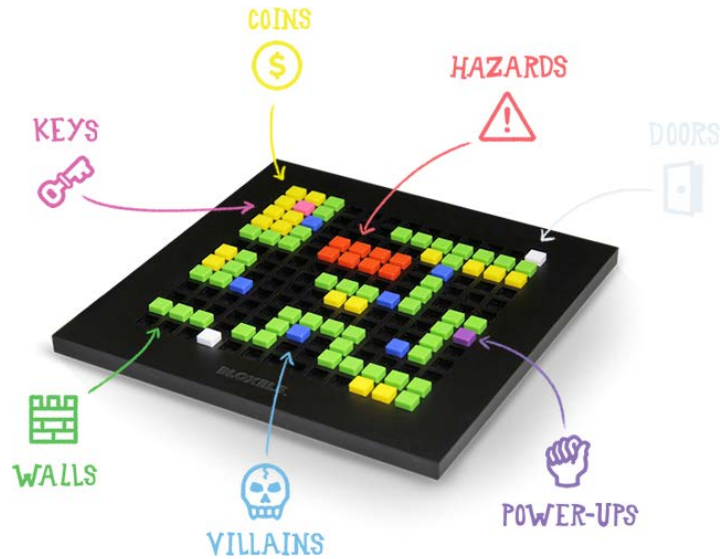 COINS
HAZARDS
KEYS
DOORS
BLOXELS
WALLS
VILLAINS
POWER-UPS